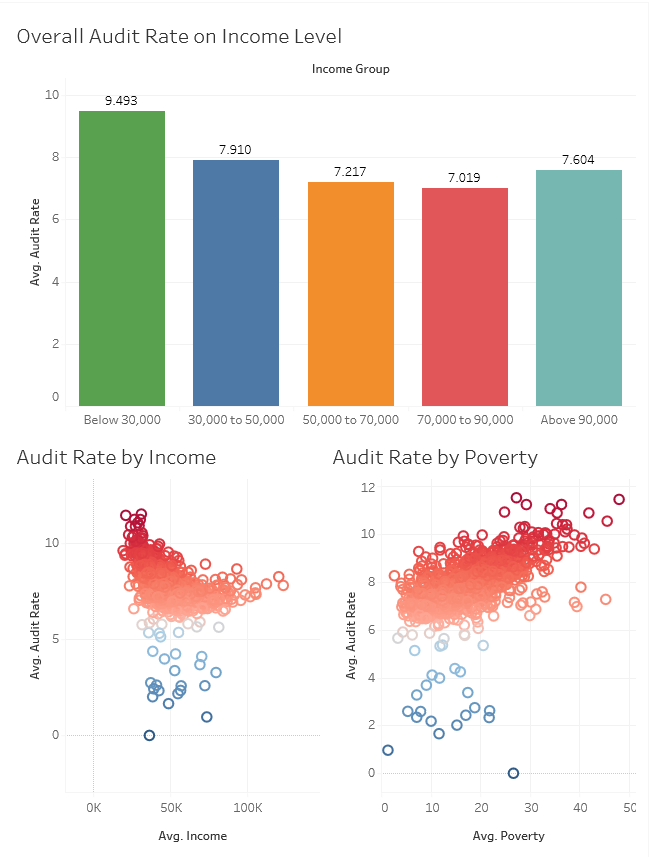 Overall Audit Rate on Income Level
Income Group
Avg. Audit Rate
10
8
6
4
2
0
9.493
7.910
7.217
7.019
7.604
Below 30,000
30,000 to 50,000
50,000 to 70,000
70,000 to 90,000
Above 90,000
Audit Rate by Income
Avg. Audit Rate
10
5
0
0K
50K
100K
Avg. Income
Audit Rate by Poverty
Avg. Audit Rate
12
10
8
6
4
2
0
0
10
20
30
40
50
Avg. Poverty